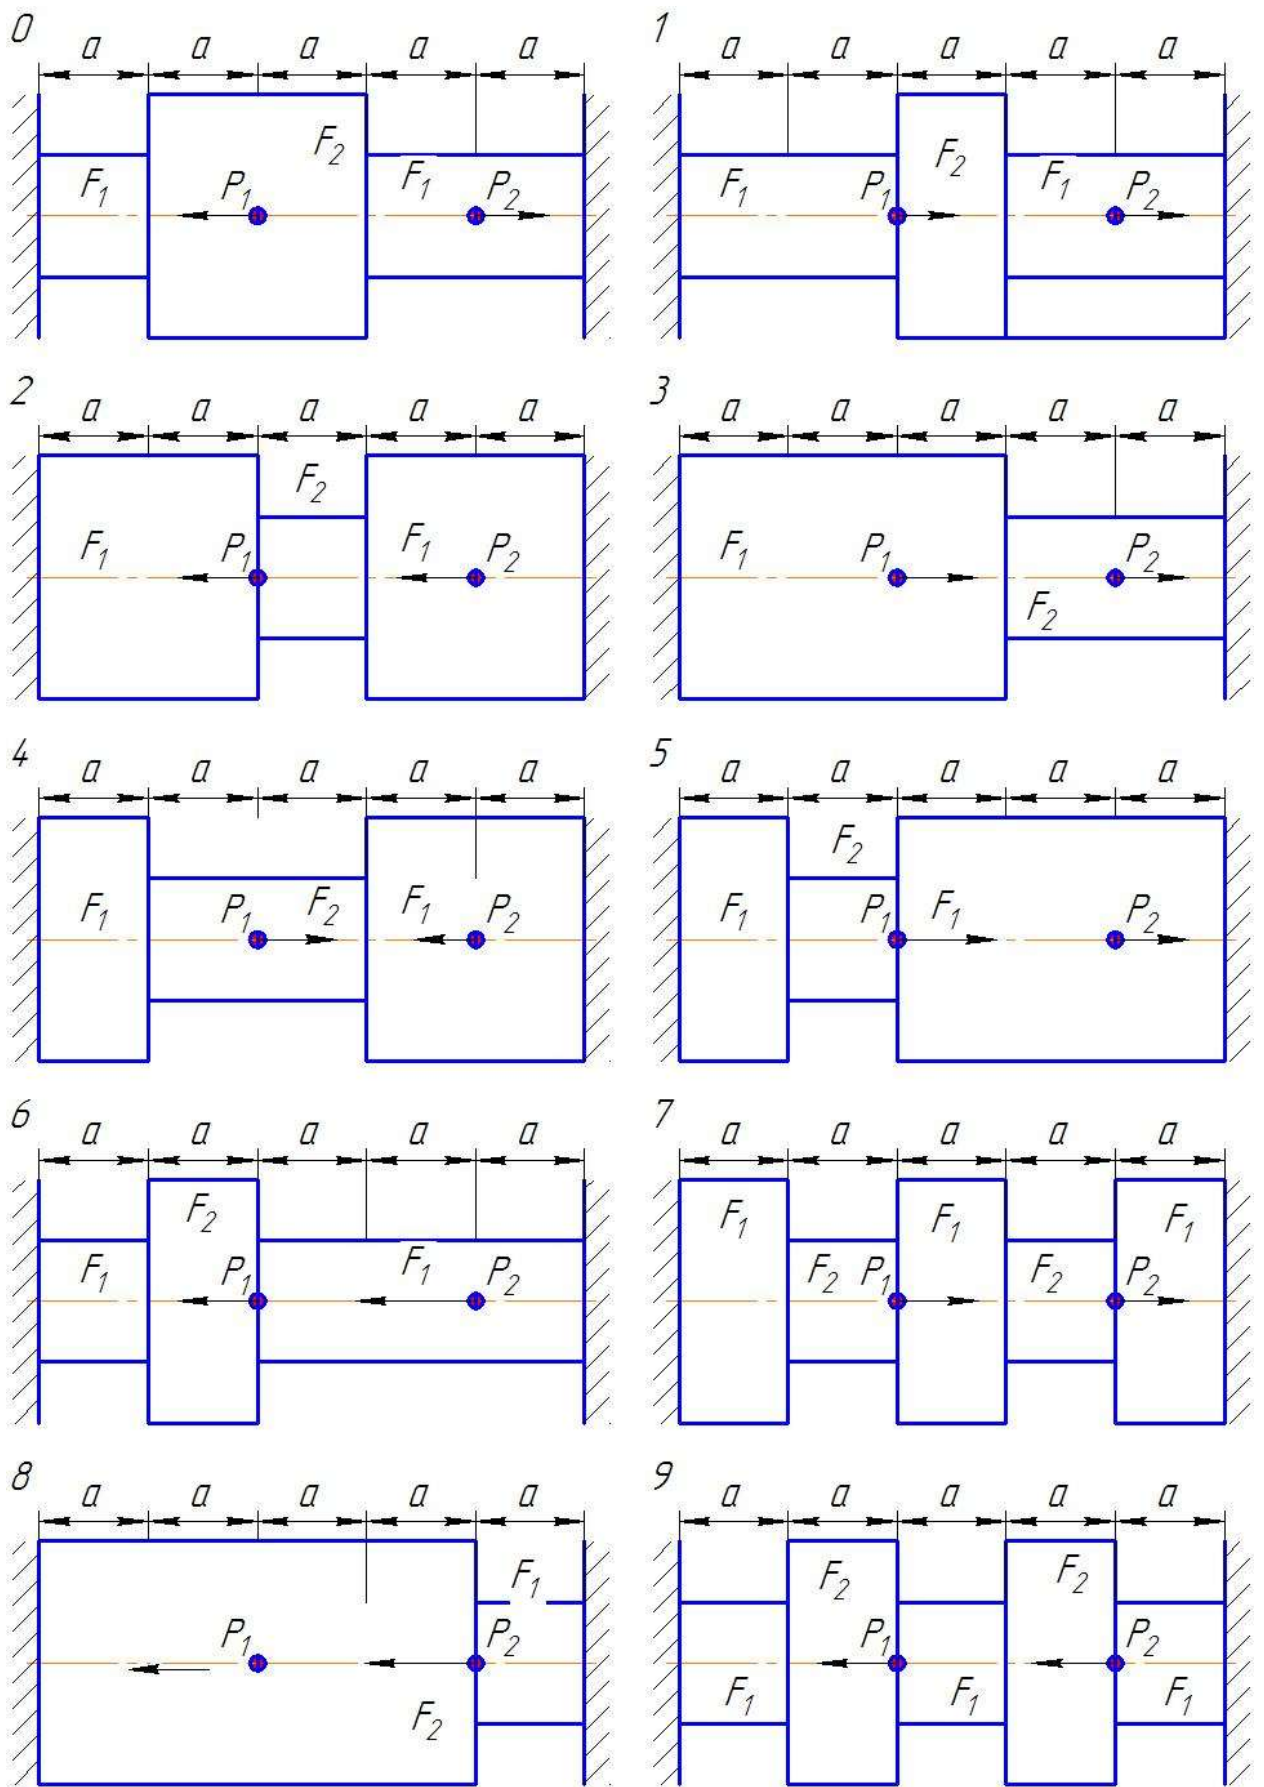 0 1
a a a a a a a a a a
F₂ F₂
F₁ P₁ F₁ P₂ F₁ P₁ F₁ P₂
2 3
a a a a a a a a a a
F₂
F₁ P₁ F₁ P₂ F₁ P₁ P₂
F₂
4 5
a a a a a a a a a a
F₂
F₁ P₁ F₂ F₁ P₂ F₁ P₁ F₁ P₂
6 7
a a a a a a a a a a
F₂ F₁ F₁ F₁
F₁ P₁ F₁ P₂ F₂ P₁ F₂ P₂
8 9
a a a a a a a a a a
F₁ F₂ F₂
P₁ P₂ P₁ P₂
F₂ F₁ F₁ F₁